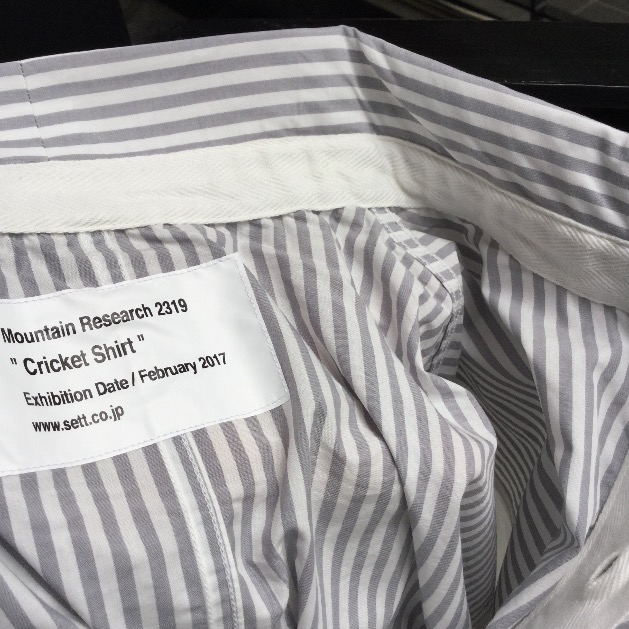 Mountain Research 2319
" Cricket Shirt "
Exhibition Date / February 2017
www.sett.co.jp